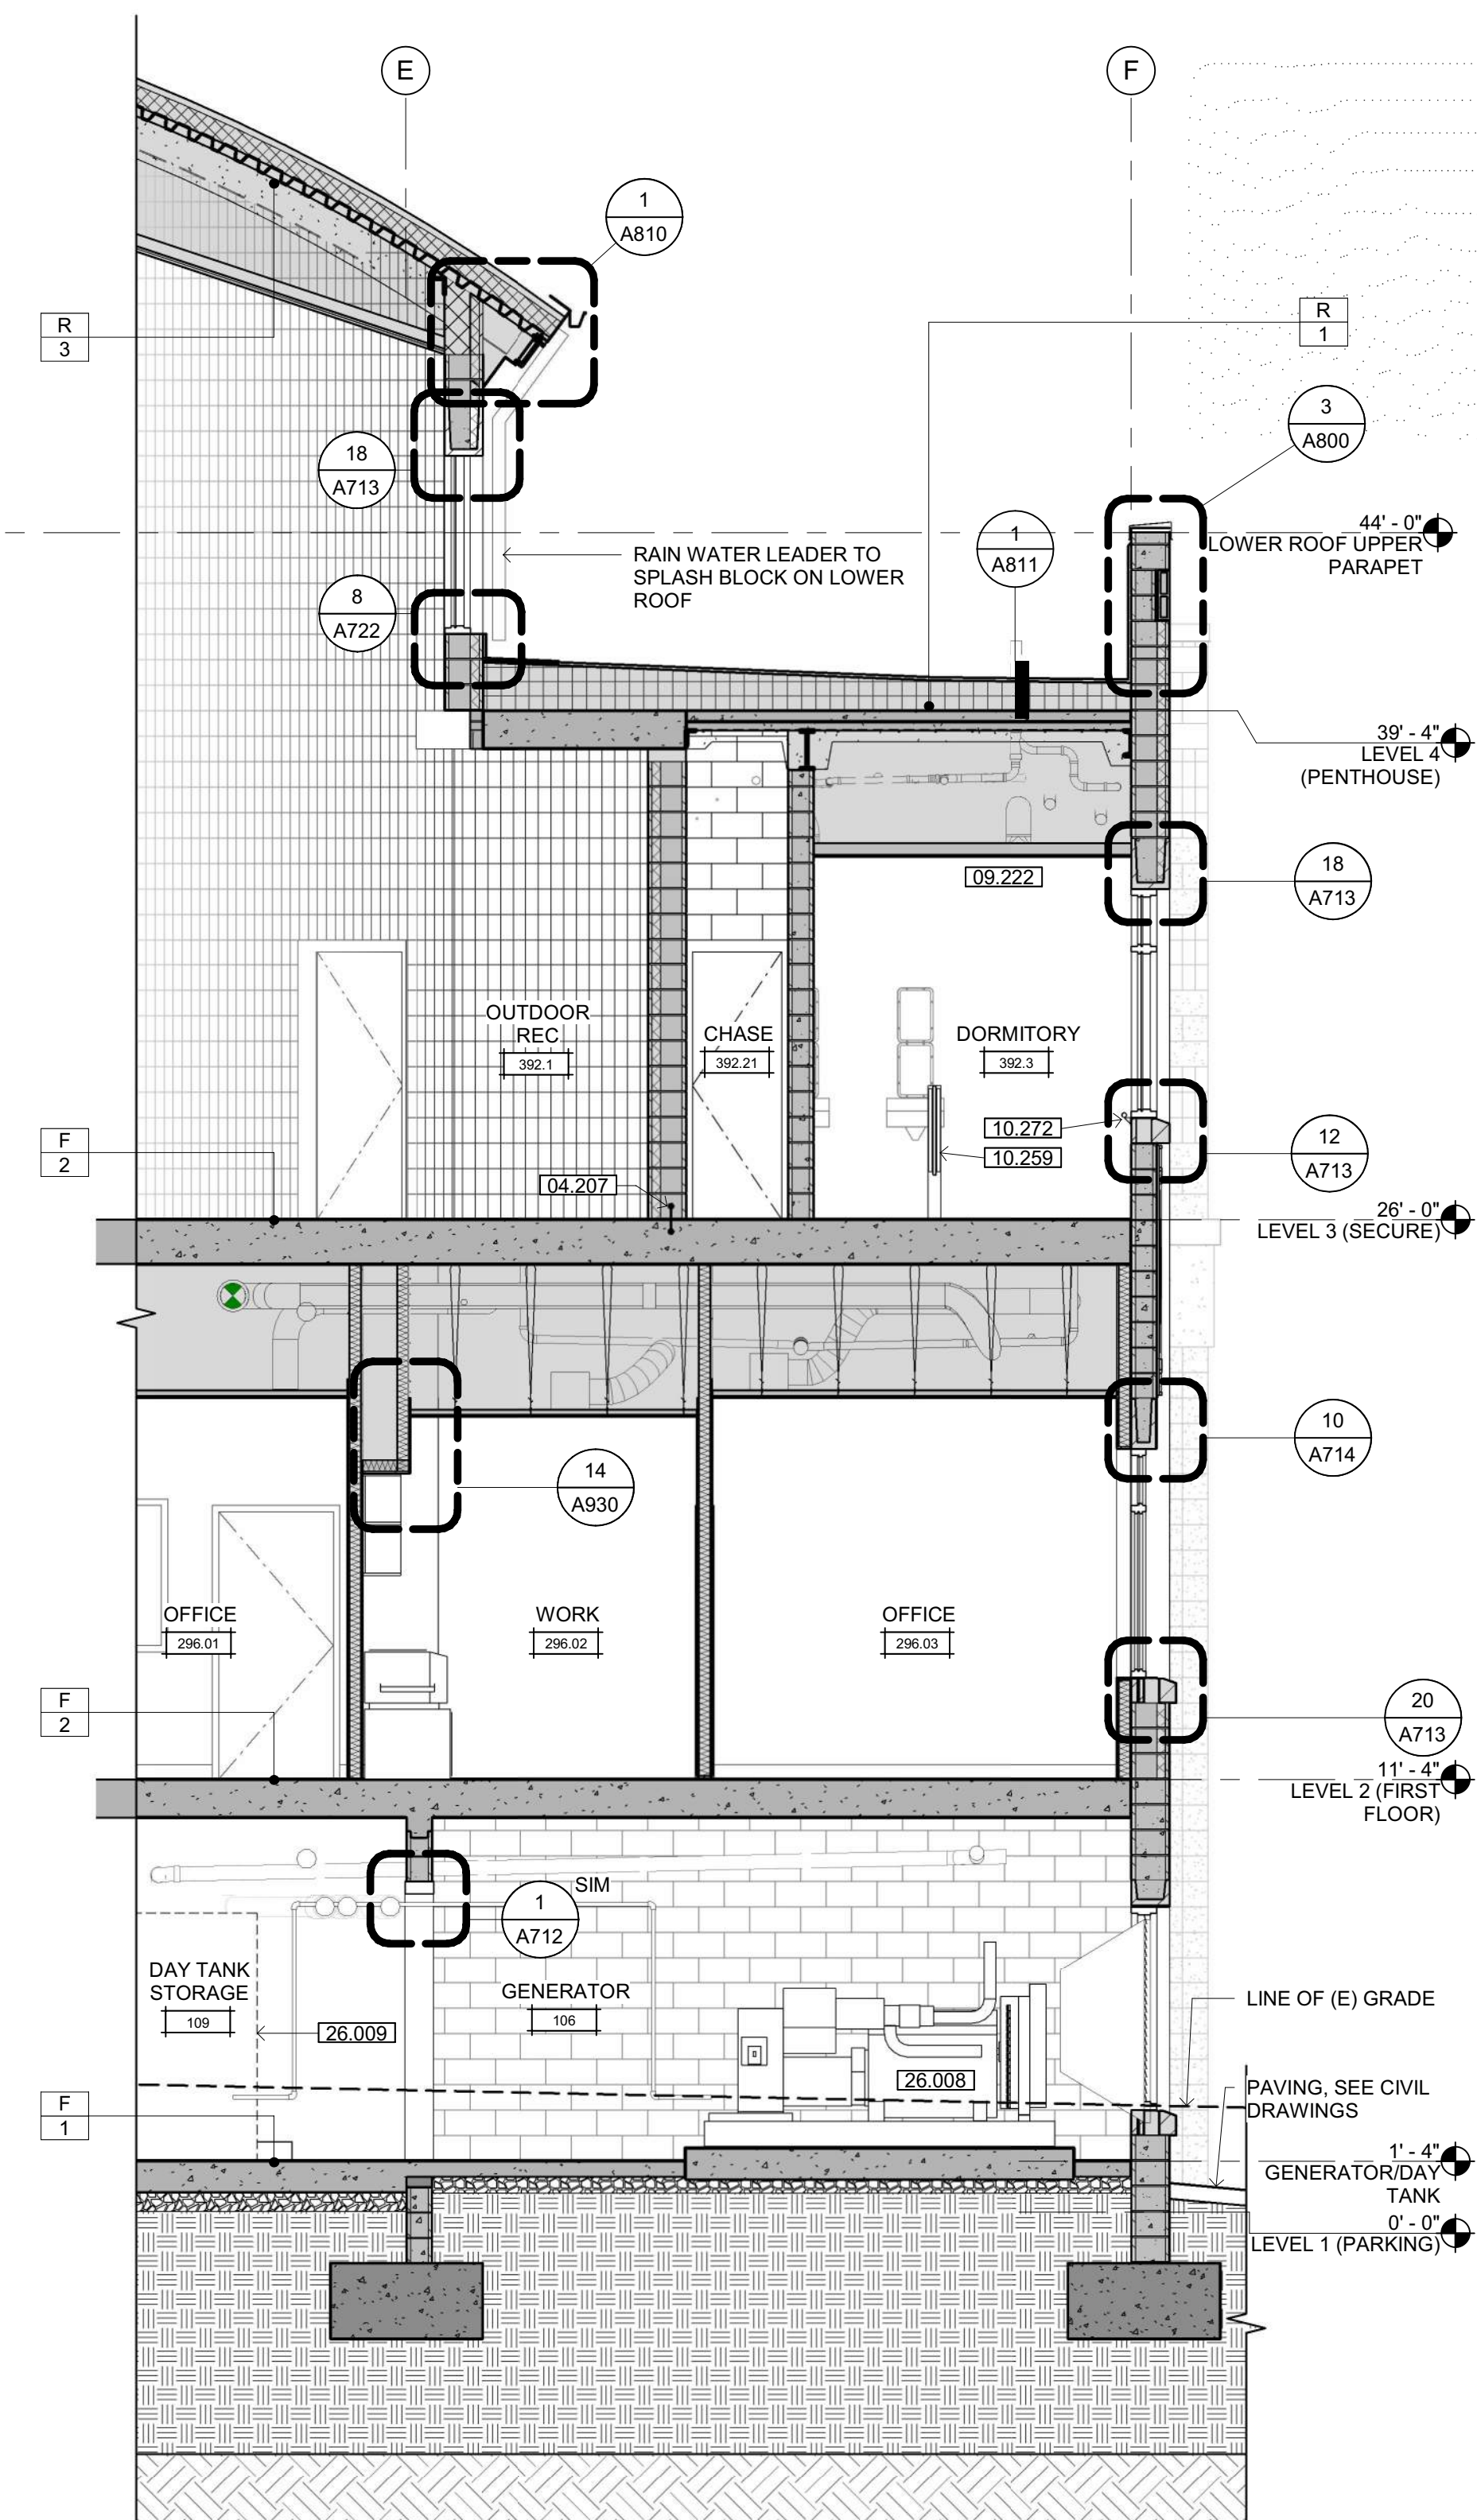 E
F
1
A810
R
3
R
1
3
A800
18
A713
44' - 0"
LOWER ROOF UPPER
PARAPET
1
A811
RAIN WATER LEADER TO
SPLASH BLOCK ON LOWER
ROOF
8
A722
39' - 4"
LEVEL 4
(PENTHOUSE)
09.222
18
A713
OUTDOOR
REC
392.1
CHASE
392.21
DORMITORY
392.3
10.272
10.259
12
A713
F
2
04.207
26' - 0"
LEVEL 3 (SECURE)
10
A714
14
A930
OFFICE
296.01
WORK
296.02
OFFICE
296.03
F
2
20
A713
11' - 4"
LEVEL 2 (FIRST
FLOOR)
SIM
1
A712
DAY TANK
STORAGE
109
GENERATOR
106
26.009
26.008
LINE OF (E) GRADE
PAVING, SEE CIVIL
DRAWINGS
F
1
1' - 4"
GENERATOR/DAY
TANK
0' - 0"
LEVEL 1 (PARKING)